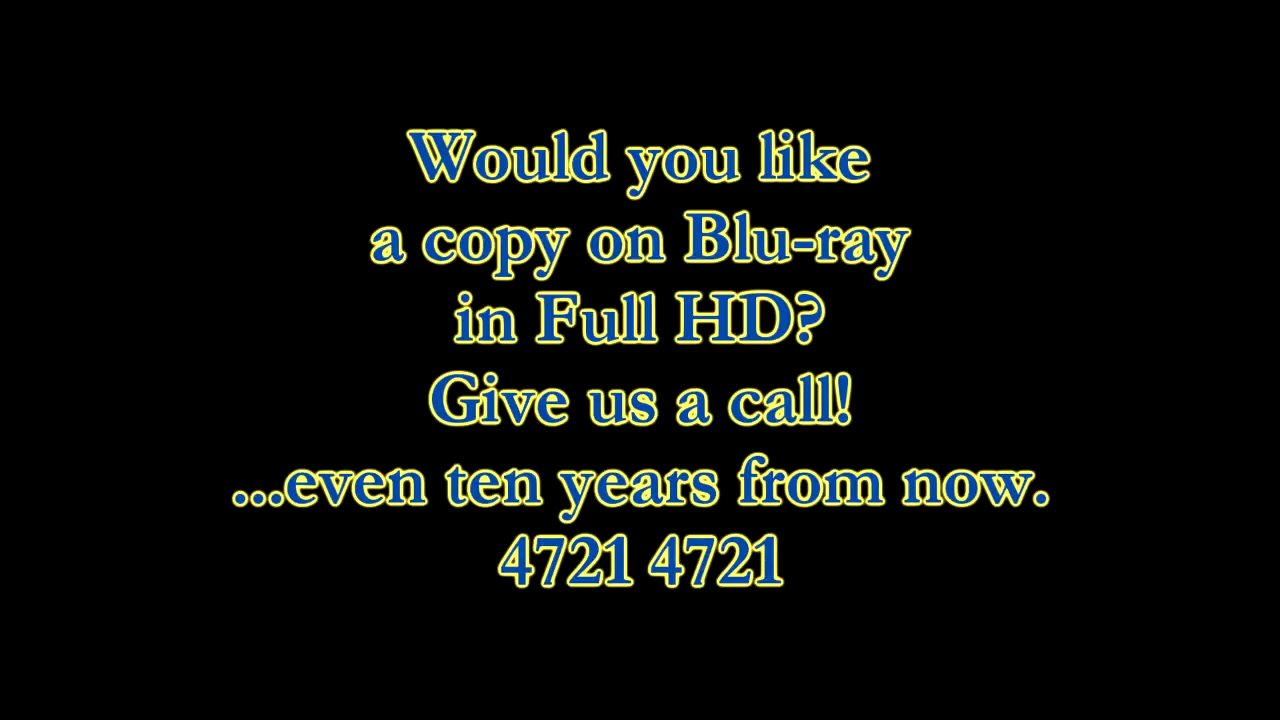 Would you like
a copy on Blu-ray
in Full HD?
Give us a call!
...even ten years from now.
4721 4721